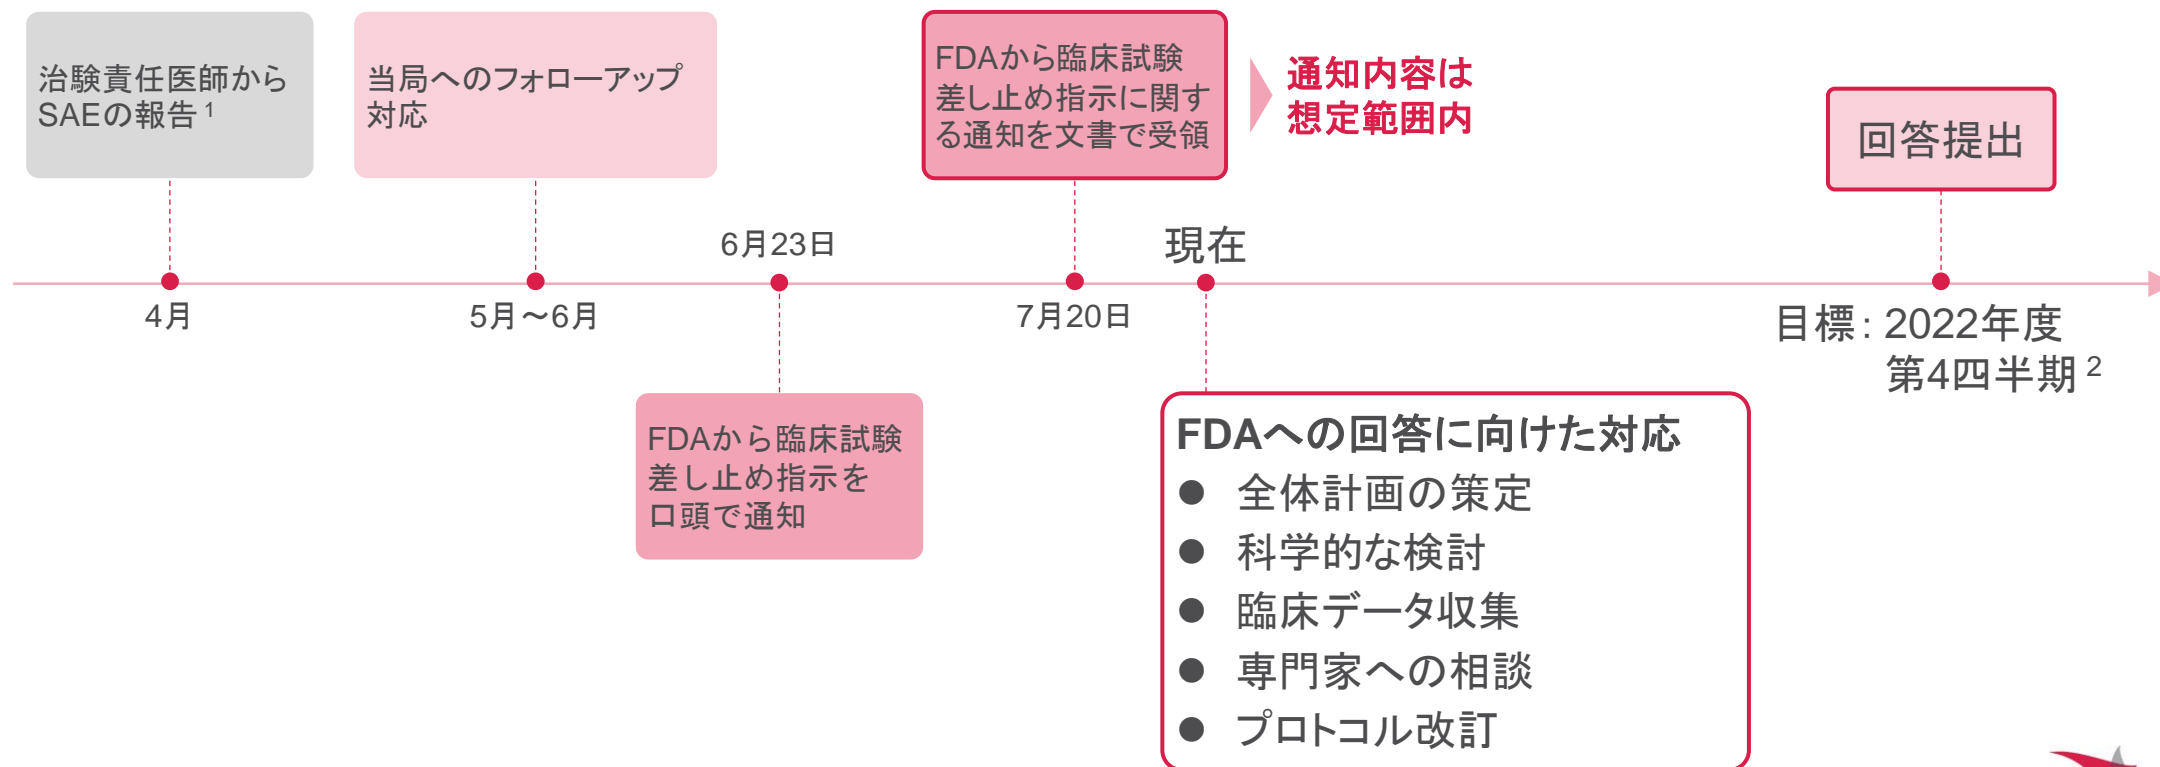 治験責任医師から
SAEの報告 1
当局へのフォローアップ
対応
FDAから臨床試験
差し止め指示に関す
る通知を文書で受領
通知内容は
想定範囲内
回答提出
6月23日
現在
4月
5月～6月
7月20日
目標: 2022年度
第4四半期 2
FDAから臨床試験
差し止め指示を
口頭で通知
FDAへの回答に向けた対応
● 全体計画の策定
● 科学的な検討
● 臨床データ収集
● 専門家への相談
● プロトコル改訂